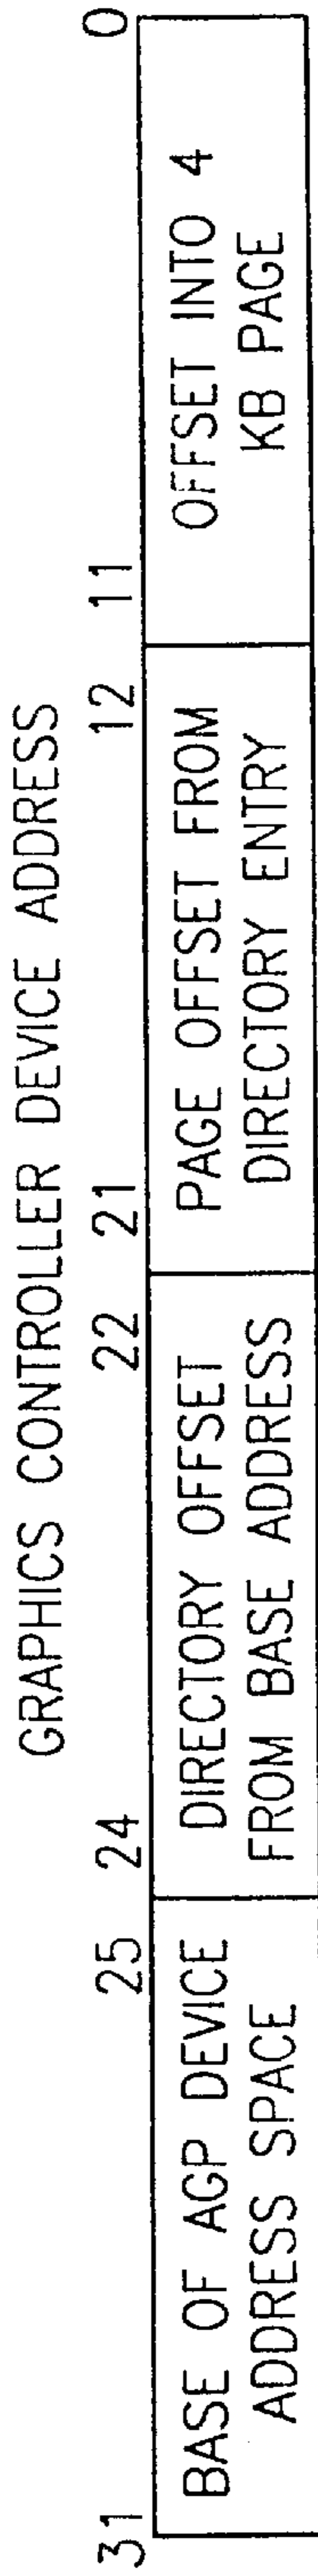 GRAPHICS CONTROLLER DEVICE ADDRESS
31 25 24 22 21 12 11 0
BASE OF AGP DEVICE
ADDRESS SPACE
DIRECTORY OFFSET
FROM BASE ADDRESS
PAGE OFFSET FROM
DIRECTORY ENTRY
OFFSET INTO 4
KB PAGE